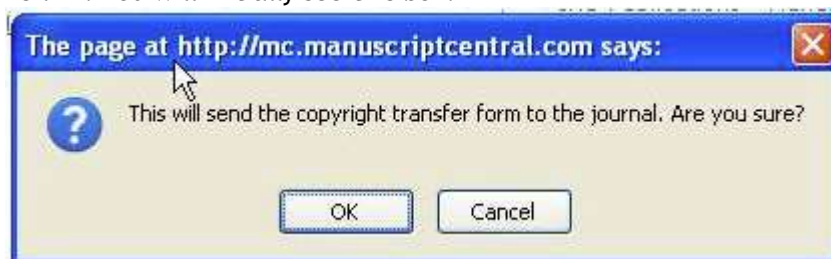 The page at http://mc.manuscriptcentral.com says:
This will send the copyright transfer form to the journal. Are you sure?
OK
Cancel